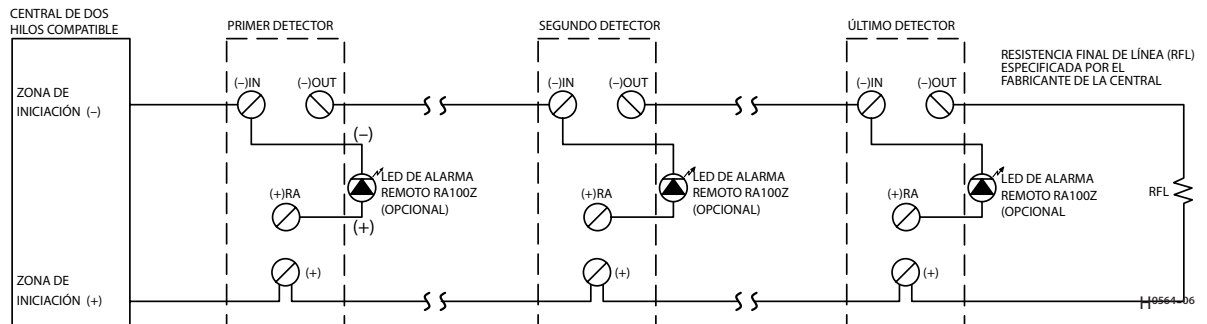 CENTRAL DE DOS
HILOS COMPATIBLE
PRIMER DETECTOR
SEGUNDO DETECTOR
ÚLTIMO DETECTOR
RESISTENCIA FINAL DE LÍNEA (RFL)
ESPECIFICADA POR EL
FABRICANTE DE LA CENTRAL
ZONA DE
INICIACIÓN (–)
(–)IN
(–)OUT
(–)
LED DE ALARMA
REMOTO RA100Z
(OPCIONAL)
(+)RA
(+)
(+)
(–)IN
(–)OUT
LED DE ALARMA
REMOTO RA100Z
(OPCIONAL)
(+)RA
(+)
(–)IN
(–)OUT
LED DE ALARMA
REMOTO RA100Z
(OPCIONAL
(+)RA
(+)
RFL
ZONA DE
INICIACIÓN (+)
H0564-06